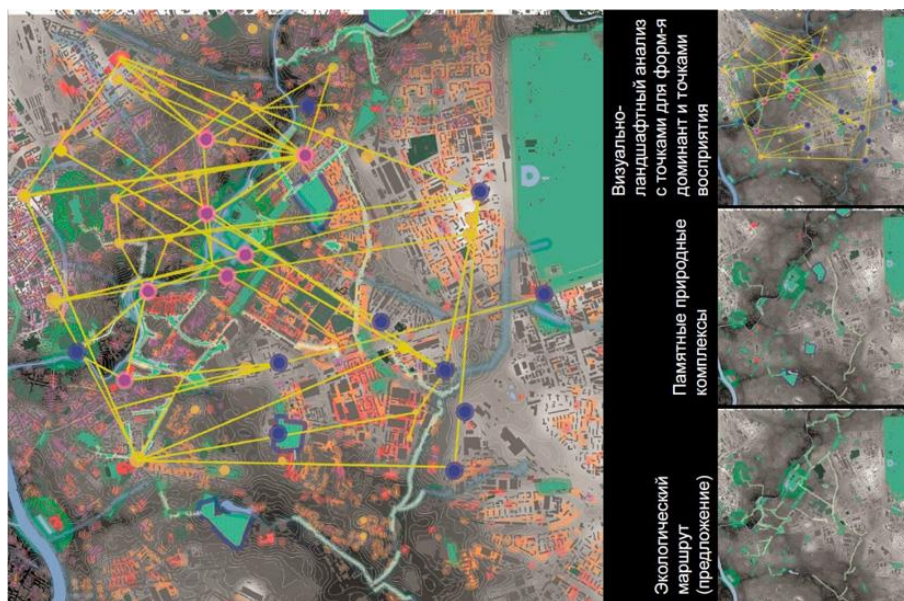 Визуально-
ландшафтный анализ
с точками для форм-я
доминант и точками
восприятия
Памятные природные
комплексы
Экологический
маршрут
(предложение)